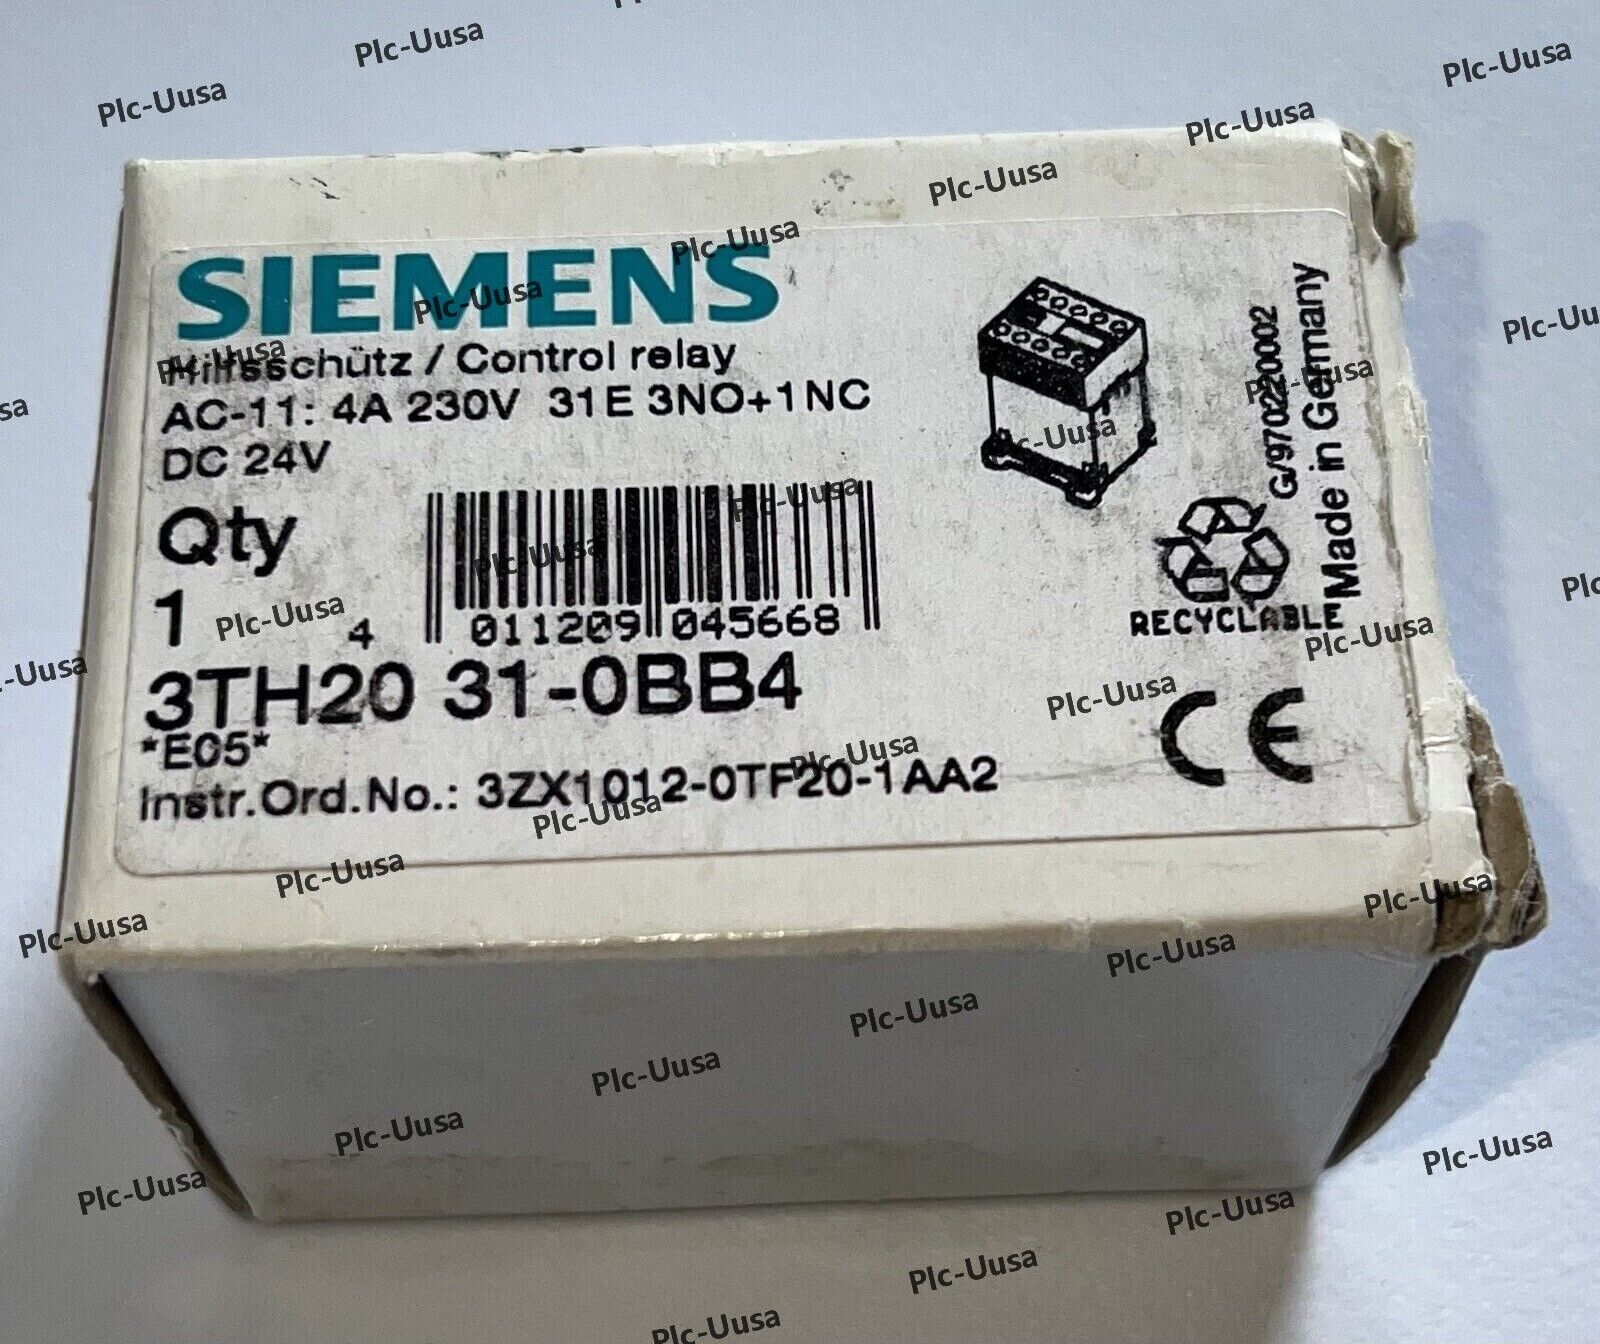 SIEMENS
Hilfsschütz / Control relay
AC-11: 4A 230V 31E 3NO+1NC
DC 24V
Qty
1
4 011209 045668
3TH20 31-0BB4
*E05*
Instr.Ord.No.: 3ZX1012-0TF20-1AA2
G/970220002
Made in Germany
RECYCLABLE
CE
Plc-Uusa